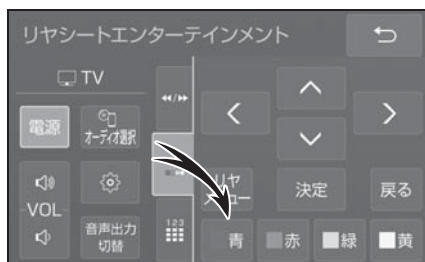 リヤシートエンターテインメント
TV
電源
オーディオ選択
VOL
音声出力
切替
123
リヤ
メニュー
決定
戻る
青
赤
緑
黄